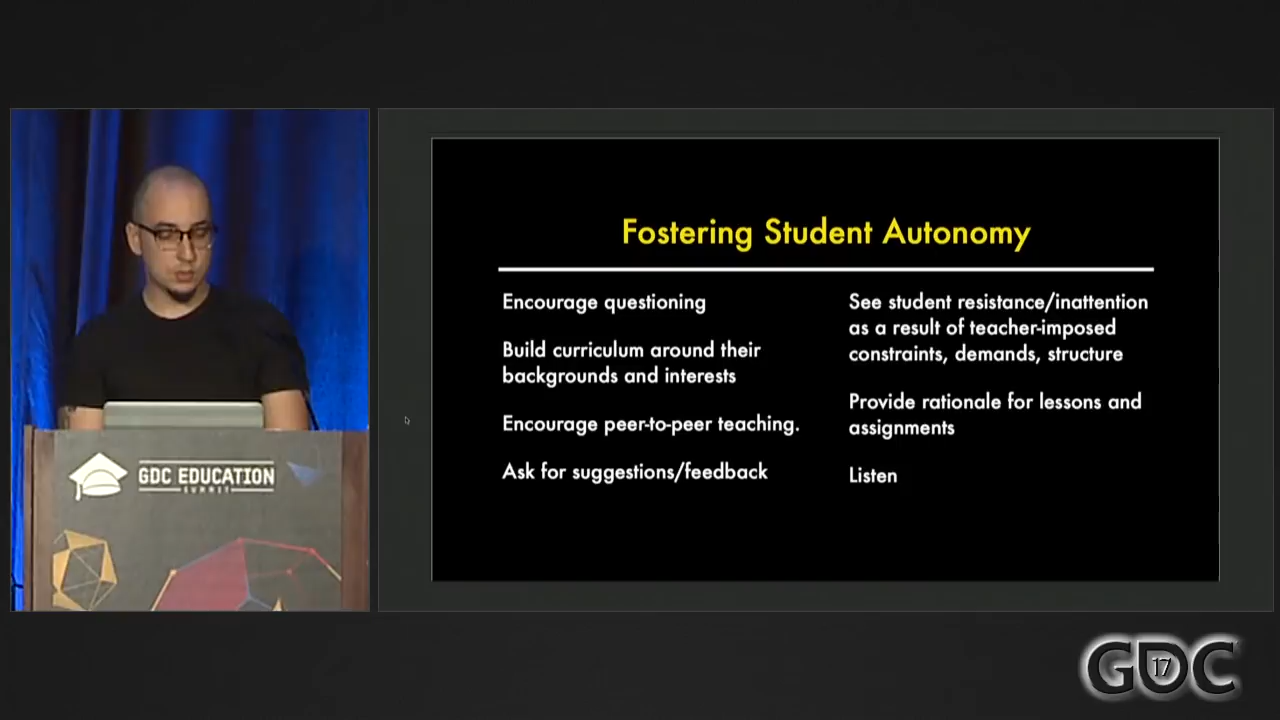 Fostering Student Autonomy
Encourage questioning
Build curriculum around their
backgrounds and interests
Encourage peer-to-peer teaching.
Ask for suggestions/feedback
See student resistance/inattention
as a result of teacher-imposed
constraints, demands, structure
Provide rationale for lessons and
assignments
Listen
GDC EDUCATION
SUMMIT
GDC
17